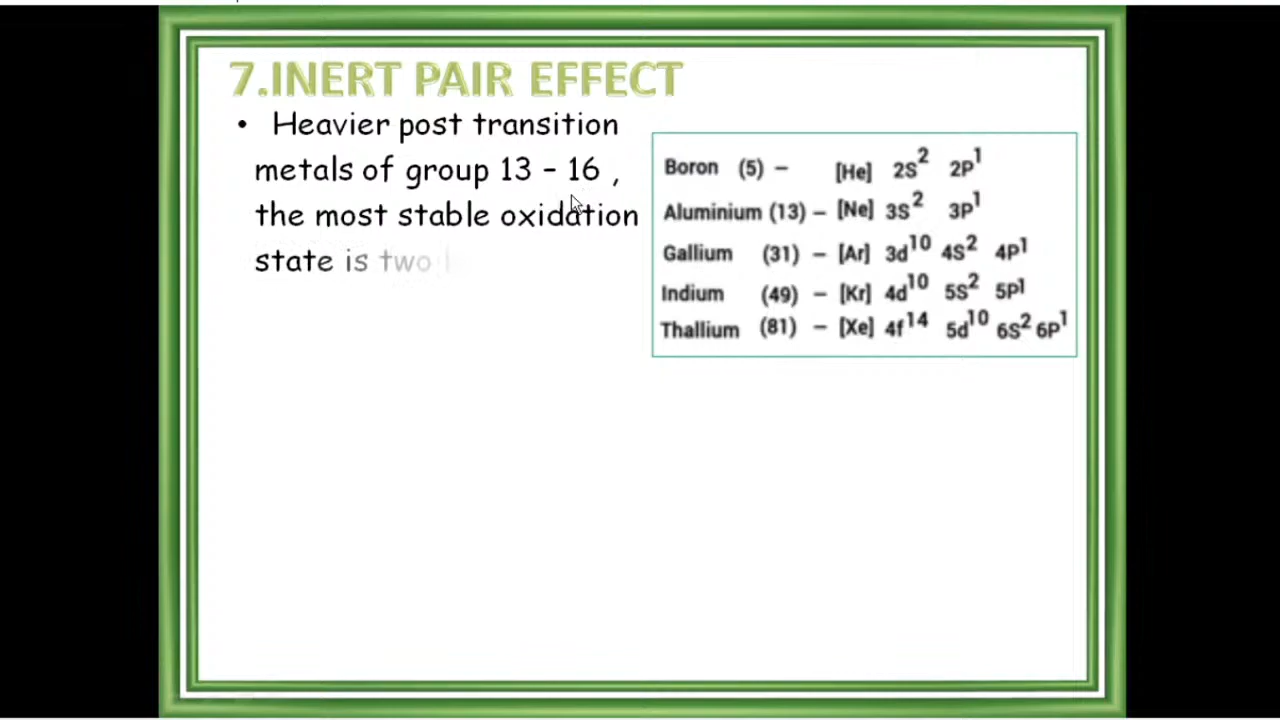 7.INERT PAIR EFFECT
• Heavier post transition
metals of group 13 – 16 ,
the most stable oxidation
state is two
Boron (5) – [He] 2S² 2P¹
Aluminium (13) – [Ne] 3S² 3P¹
Gallium (31) – [Ar] 3d¹⁰ 4S² 4P¹
Indium (49) – [Kr] 4d¹⁰ 5S² 5P¹
Thallium (81) – [Xe] 4f¹⁴ 5d¹⁰ 6S² 6P¹